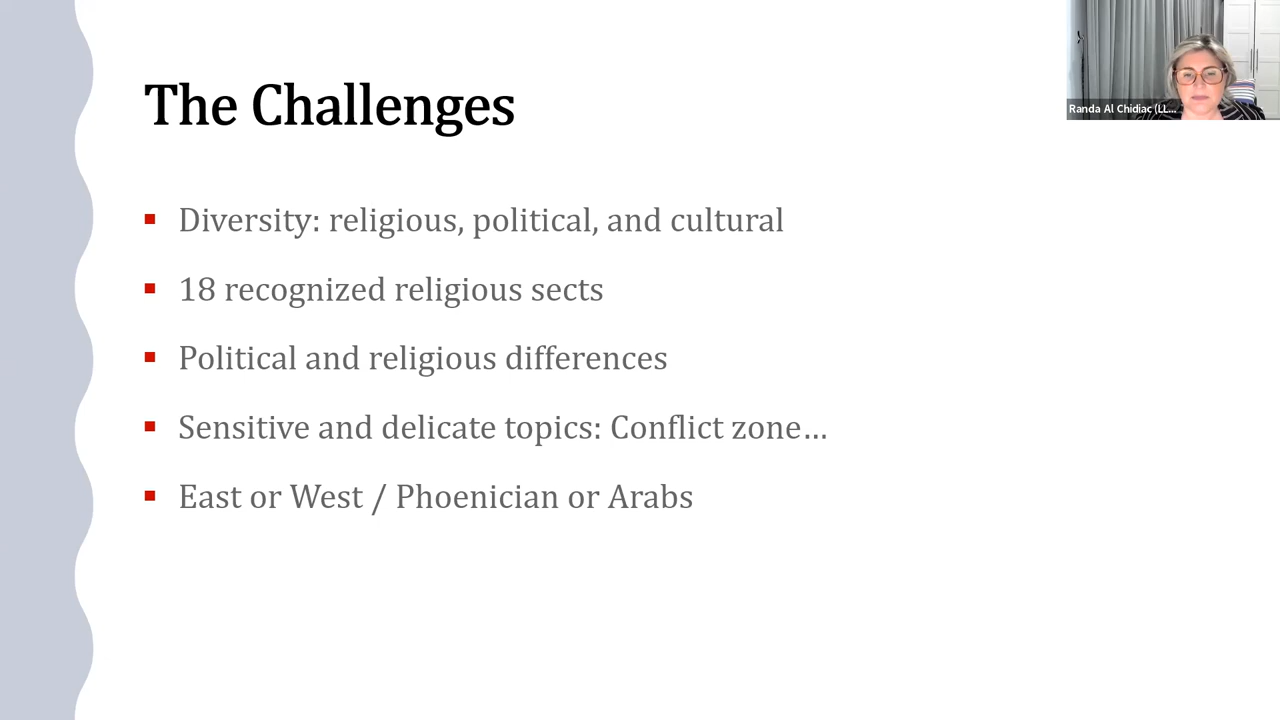 The Challenges
Diversity: religious, political, and cultural
18 recognized religious sects
Political and religious differences
Sensitive and delicate topics: Conflict zone...
East or West / Phoenician or Arabs
Randa Al Chidiac (LL...